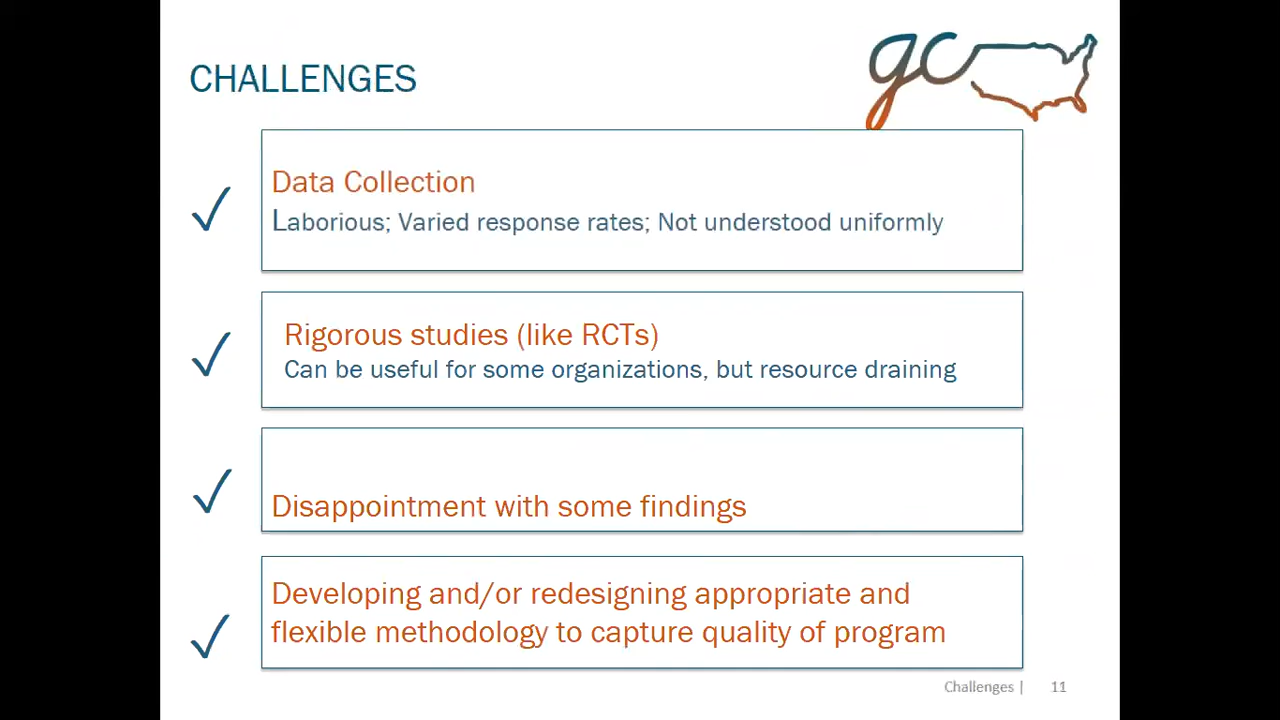 CHALLENGES
gc
Data Collection
Laborious; Varied response rates; Not understood uniformly
Rigorous studies (like RCTs)
Can be useful for some organizations, but resource draining
Disappointment with some findings
Developing and/or redesigning appropriate and
flexible methodology to capture quality of program
Challenges | 11